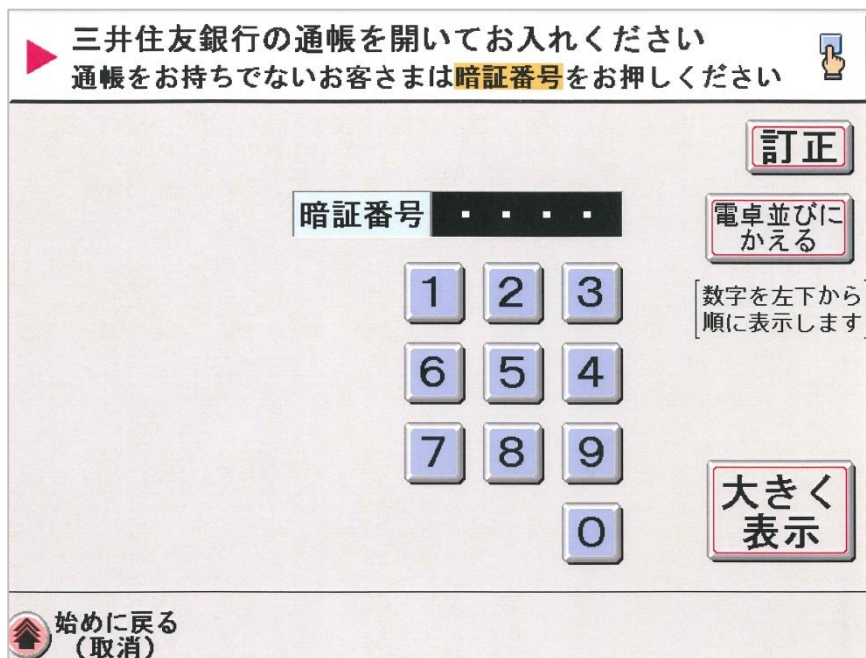 三井住友銀行の通帳を開いてお入れください
通帳をお持ちでないお客さまは暗証番号をお押しください
訂正
暗証番号
電卓並びに
かえる
数字を左下から
順に表示します
1 2 3
6 5 4
7 8 9
0
大きく
表示
始めに戻る
(取消)